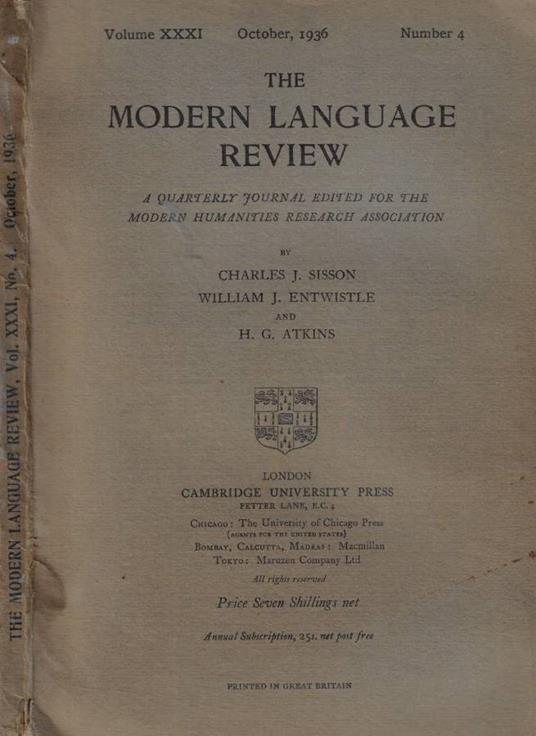 THE MODERN LANGUAGE REVIEW, Vol. XXXI, No. 4. October, 1936
Volume XXXI October, 1936 Number 4
THE
MODERN LANGUAGE
REVIEW
A QUARTERLY JOURNAL EDITED FOR THE
MODERN HUMANITIES RESEARCH ASSOCIATION
BY
CHARLES J. SISSON
WILLIAM J. ENTWISTLE
AND
H. G. ATKINS
LONDON
CAMBRIDGE UNIVERSITY PRESS
FETTER LANE, E.C. 4
CHICAGO: The University of Chicago Press
(AGENTS FOR THE UNITED STATES)
BOMBAY, CALCUTTA, MADRAS: Macmillan
TOKYO: Maruzen Company Ltd
All rights reserved
Price Seven Shillings net
Annual Subscription, 25s. net post free
PRINTED IN GREAT BRITAIN